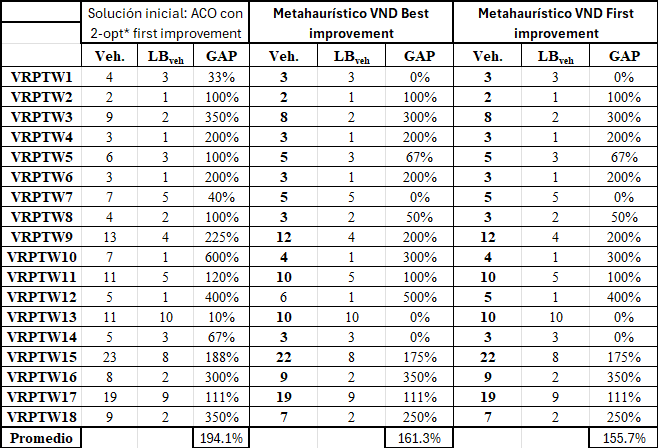 Solución inicial: ACO con 2-opt* first improvement Metahaurístico VND Best improvement Metahaurístico VND First improvement
Veh. LBveh GAP Veh. LBveh GAP Veh. LBveh GAP
VRPTW1 4 3 33% 3 3 0% 3 3 0%
VRPTW2 2 1 100% 2 1 100% 2 1 100%
VRPTW3 9 2 350% 8 2 300% 8 2 300%
VRPTW4 3 1 200% 3 1 200% 3 1 200%
VRPTW5 6 3 100% 5 3 67% 5 3 67%
VRPTW6 3 1 200% 3 1 200% 3 1 200%
VRPTW7 7 5 40% 5 5 0% 5 5 0%
VRPTW8 4 2 100% 3 2 50% 3 2 50%
VRPTW9 13 4 225% 12 4 200% 12 4 200%
VRPTW10 7 1 600% 4 1 300% 4 1 300%
VRPTW11 11 5 120% 10 5 100% 10 5 100%
VRPTW12 5 1 400% 6 1 500% 5 1 400%
VRPTW13 11 10 10% 10 10 0% 10 10 0%
VRPTW14 5 3 67% 3 3 0% 3 3 0%
VRPTW15 23 8 188% 22 8 175% 22 8 175%
VRPTW16 8 2 300% 9 2 350% 9 2 350%
VRPTW17 19 9 111% 19 9 111% 19 9 111%
VRPTW18 9 2 350% 7 2 250% 7 2 250%
Promedio 194.1% 161.3% 155.7%